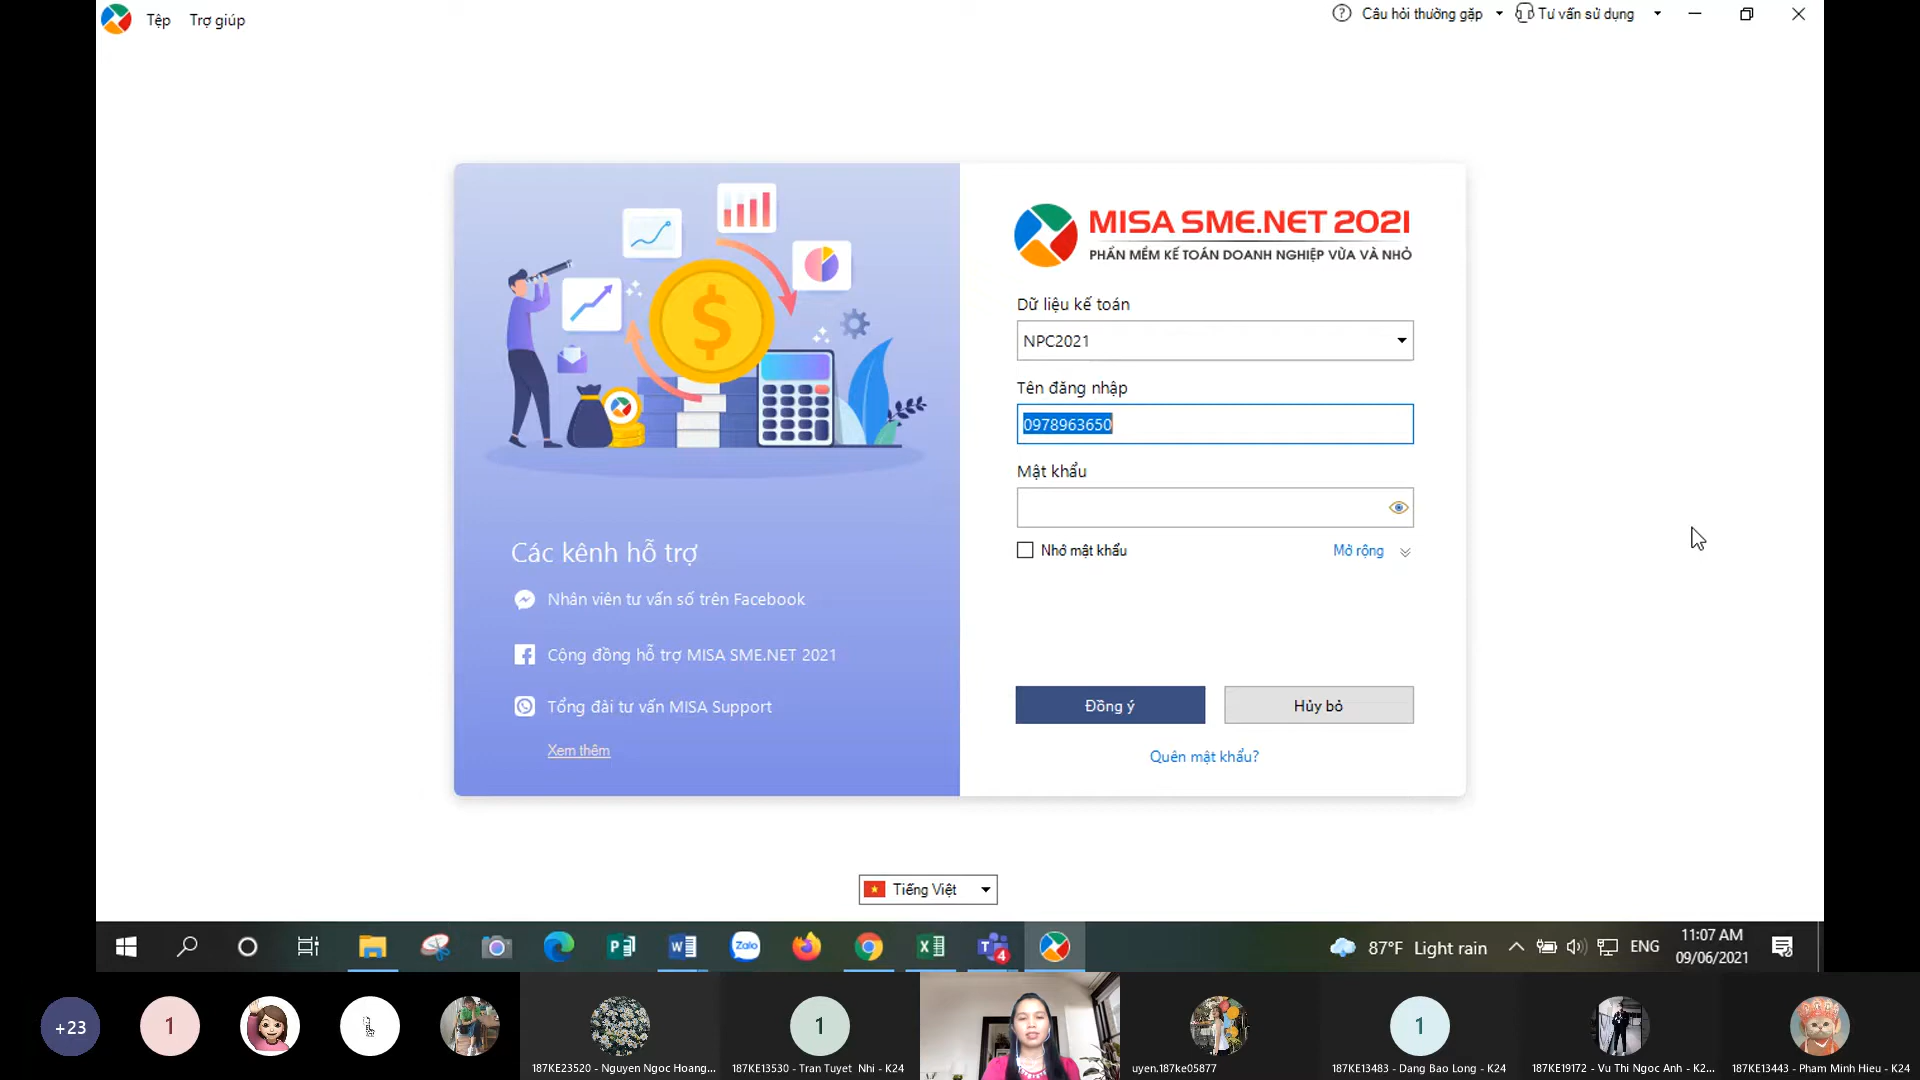 Tệp Trợ giúp
Câu hỏi thường gặp Tư vấn sử dụng
MISA SME.NET 2021
PHẦN MỀM KẾ TOÁN DOANH NGHIỆP VỪA VÀ NHỎ
Dữ liệu kế toán
NPC2021
Tên đăng nhập
0978963650
Mật khẩu
Nhớ mật khẩu Mở rộng
Đồng ý Hủy bỏ
Quên mật khẩu?
Các kênh hỗ trợ
Nhân viên tư vấn số trên Facebook
Cộng đồng hỗ trợ MISA SME.NET 2021
Tổng đài tư vấn MISA Support
Xem thêm
Tiếng Việt
Zalo
4
87°F Light rain
ENG
11:07 AM
09/06/2021
+23
1
1
1
187KE23520 - Nguyen Ngoc Hoang...
187KE13530 - Tran Tuyet Nhi - K24
uyen.187ke05877
187KE13483 - Dang Bao Long - K24
187KE19172 - Vu Thi Ngoc Anh - K2...
187KE13443 - Pham Minh Hieu - K24